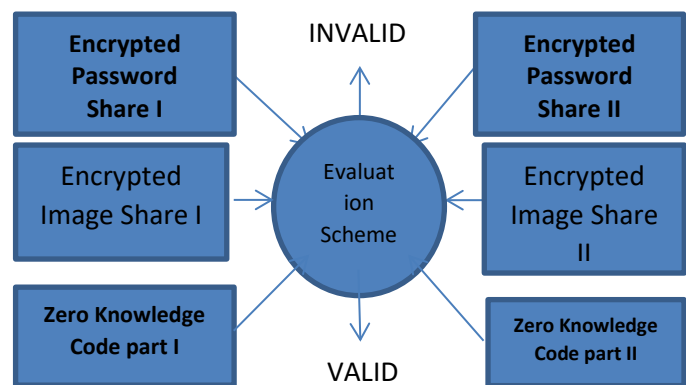 Encrypted
Password
Share I
INVALID
Encrypted
Password
Share II
Encrypted
Image Share I
Evaluat
ion
Scheme
Encrypted
Image Share
II
Zero Knowledge
Code part I
VALID
Zero Knowledge
Code part II